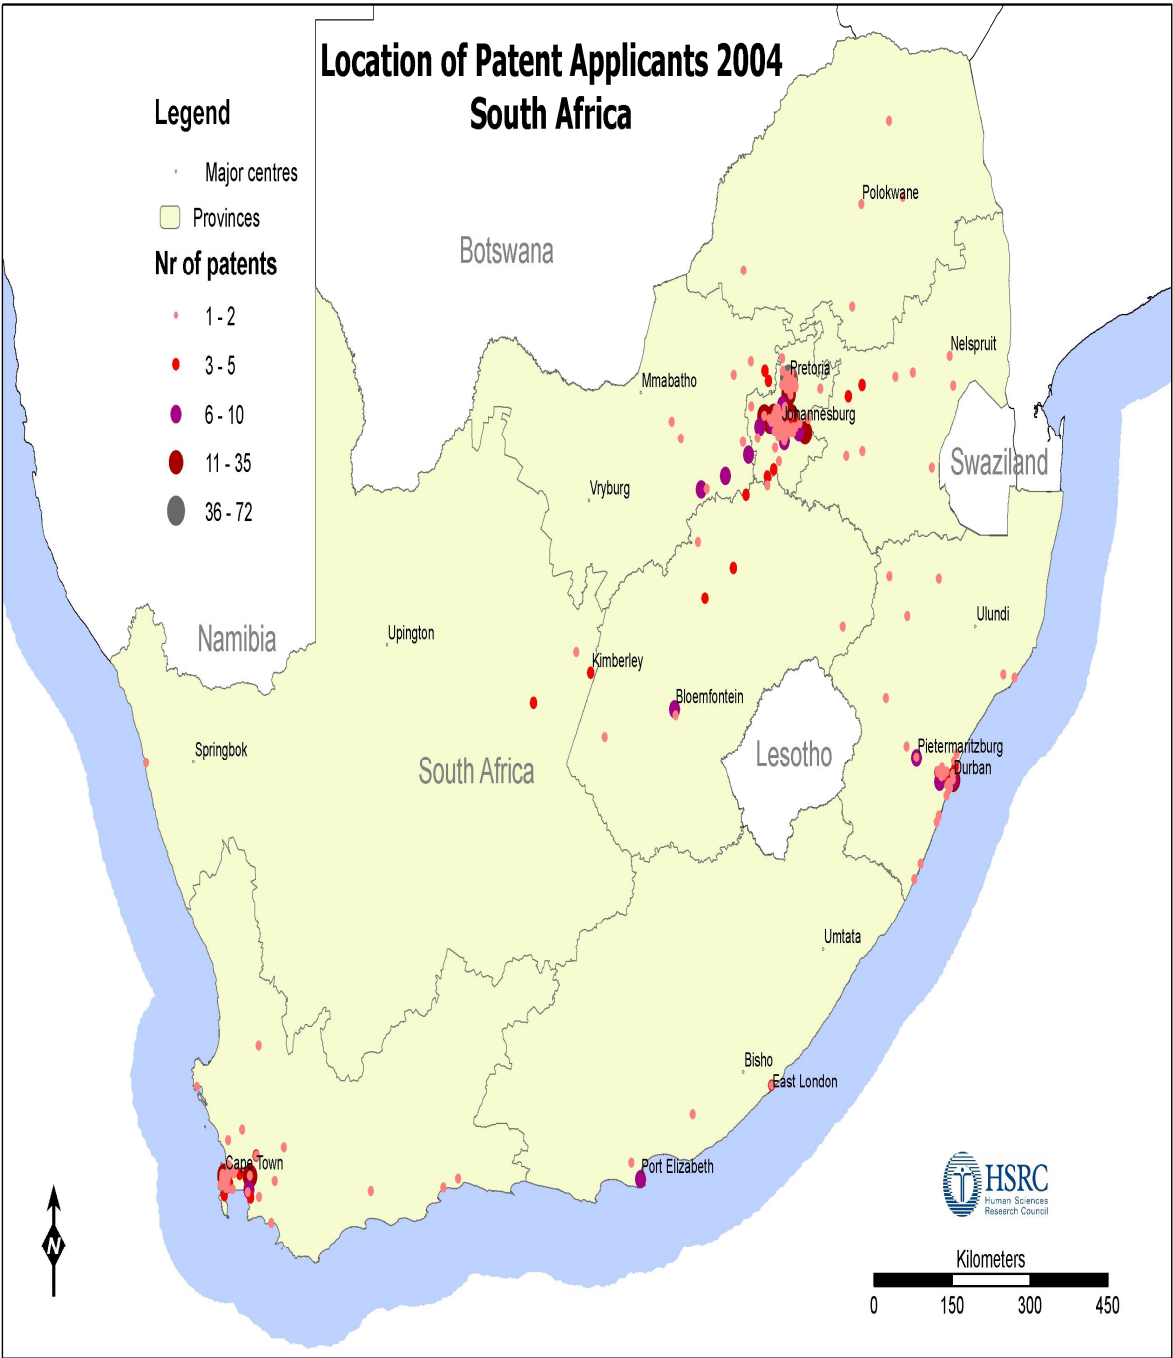 Location of Patent Applicants 2004
South Africa
Legend
Major centres
Provinces
Nr of patents
1 - 2
3 - 5
6 - 10
11 - 35
36 - 72
Botswana
Polokwane
Nelspruit
Pretoria
Mmabatho
Johannesburg
Swaziland
Vryburg
Ulundi
Namibia
Upington
Kimberley
Bloemfontein
Springbok
South Africa
Lesotho
Pietermaritzburg
Durban
Umtata
Bisho
East London
Cape Town
Port Elizabeth
HSRC
Human Sciences
Research Council
N
Kilometers
0 150 300 450